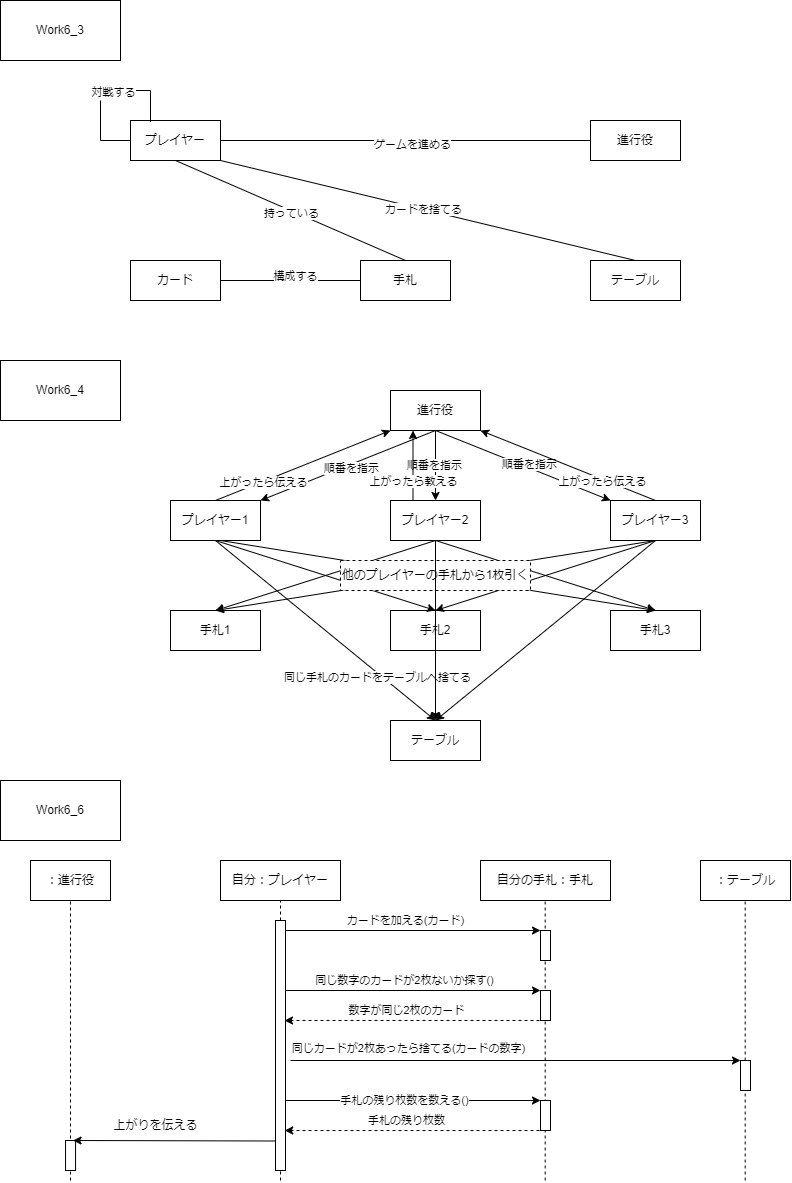 Work6_3
対戦する
プレイヤー
ゲームを進める
進行役
持っている
カードを捨てる
カード
構成する
手札
テーブル
Work6_4
進行役
上がったら伝える
順番を指示
順番を指示
上がったら教える
順番を指示
上がったら伝える
プレイヤー1
プレイヤー2
プレイヤー3
他のプレイヤーの手札から1枚引く
手札1
手札2
手札3
同じ手札のカードをテーブルへ捨てる
テーブル
Work6_6
：進行役
自分：プレイヤー
自分の手札：手札
：テーブル
カードを加える(カード)
同じ数字のカードが2枚ないか探す()
数字が同じ2枚のカード
同じカードが2枚あったら捨てる(カードの数字)
手札の残り枚数を数える()
手札の残り枚数
上がりを伝える